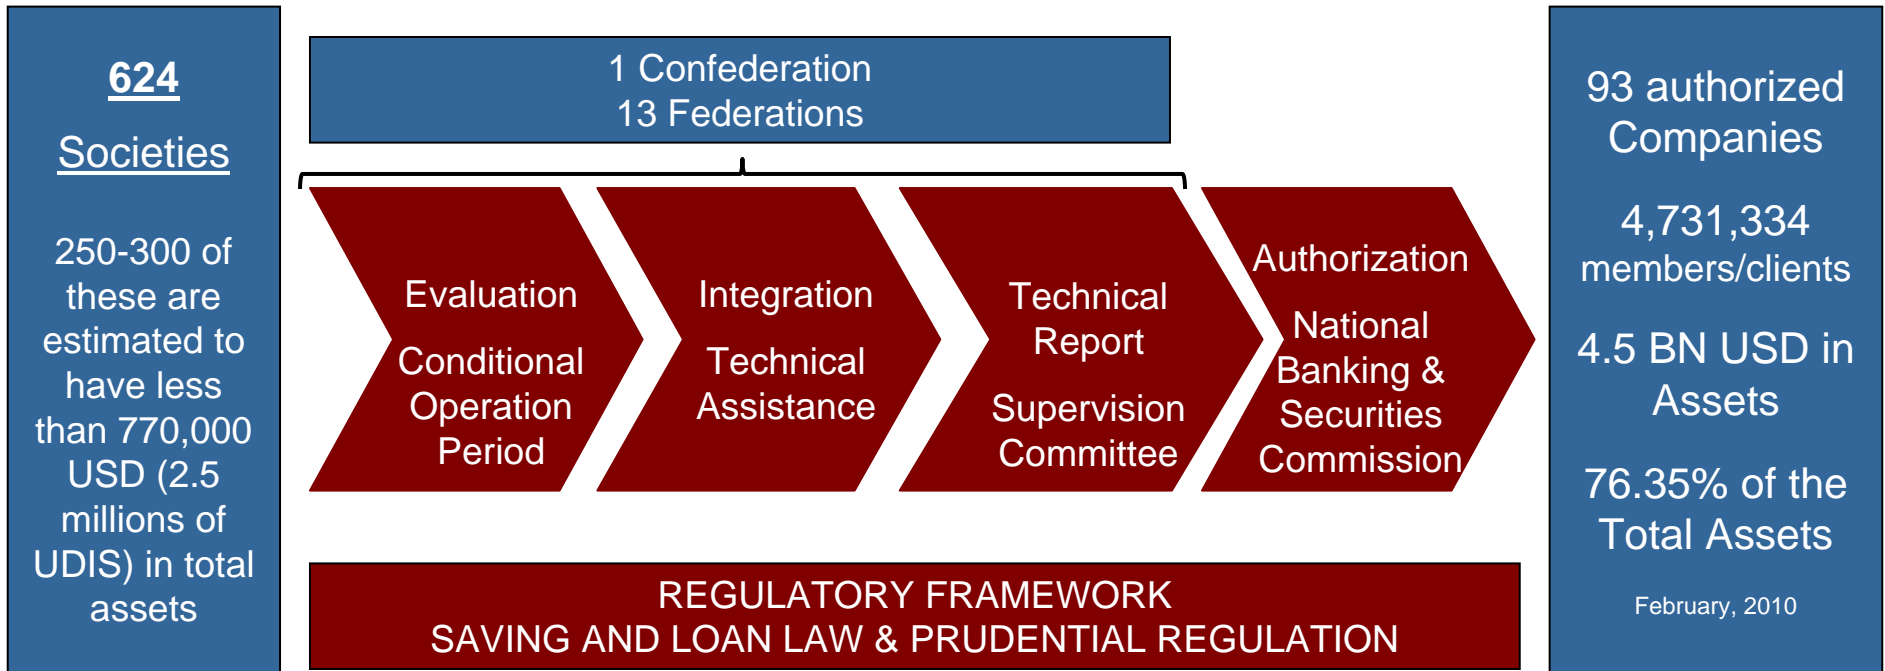 624
Societies
250-300 of
these are
estimated to
have less
than 770,000
USD (2.5
millions of
UDIS) in total
assets
1 Confederation
13 Federations
Evaluation
Conditional
Operation
Period
Integration
Technical
Assistance
Technical
Report
Supervision
Committee
Authorization
National
Banking &
Securities
Commission
REGULATORY FRAMEWORK
SAVING AND LOAN LAW & PRUDENTIAL REGULATION
93 authorized
Companies
4,731,334
members/clients
4.5 BN USD in
Assets
76.35% of the
Total Assets
February, 2010